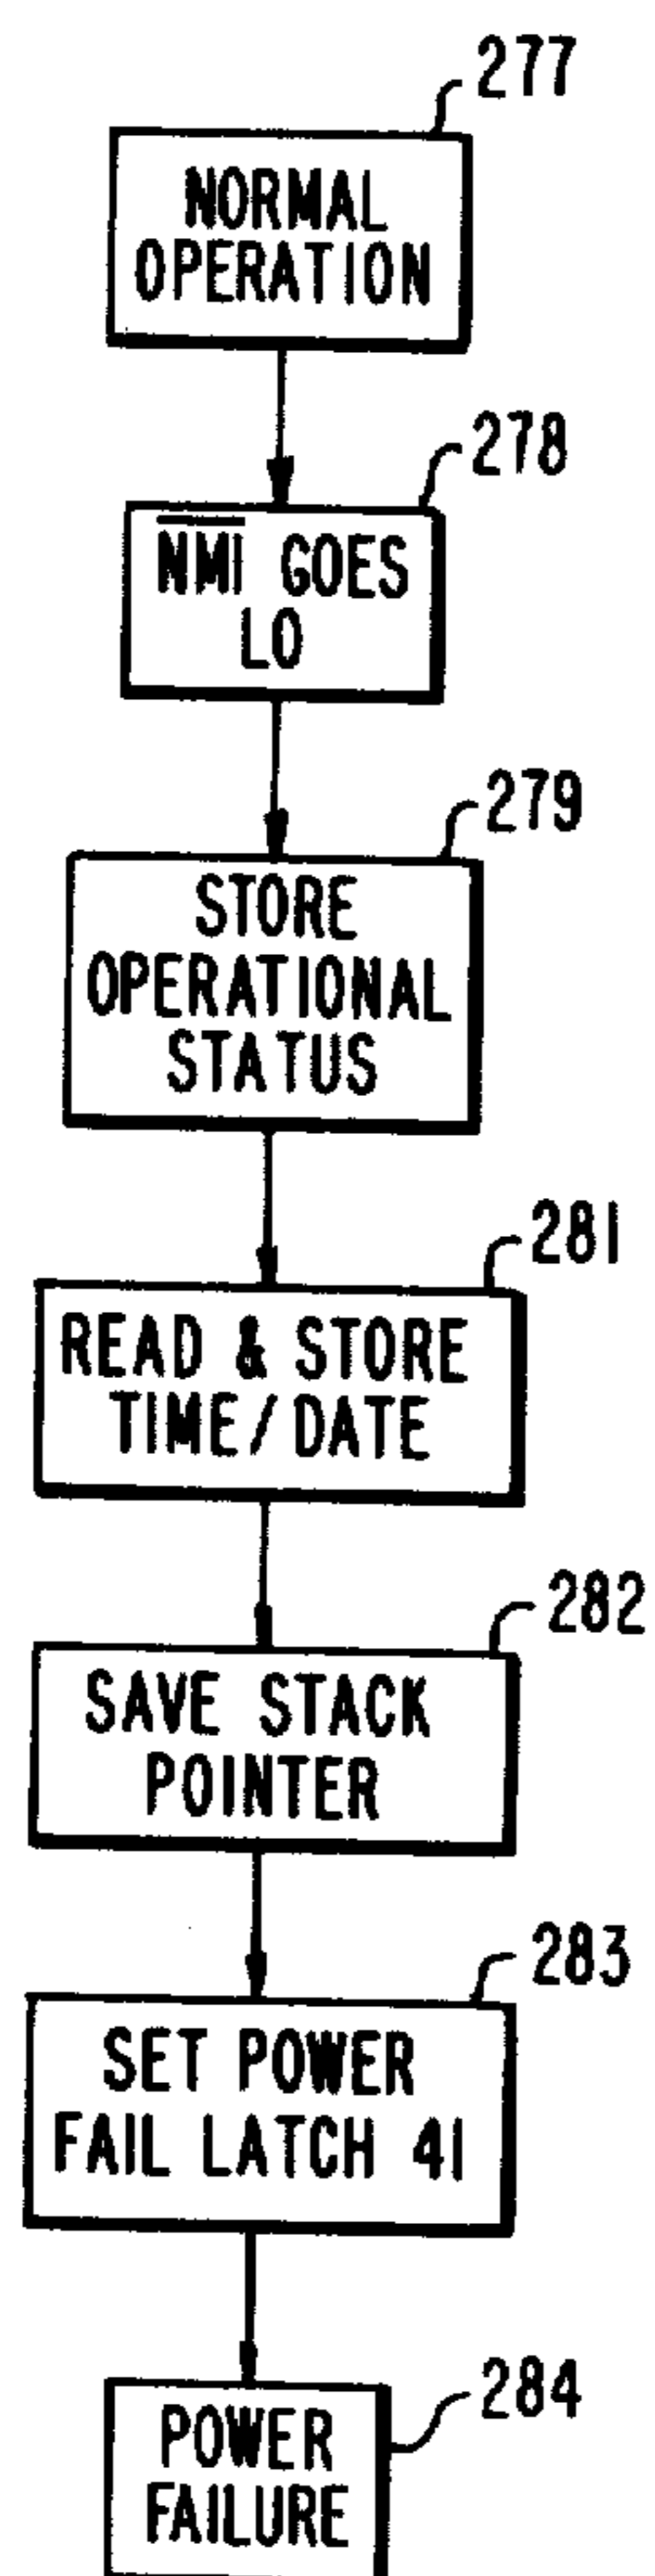 277
NORMAL
OPERATION
278
N̅M̅I̅ GOES
LO
279
STORE
OPERATIONAL
STATUS
281
READ & STORE
TIME/DATE
282
SAVE STACK
POINTER
283
SET POWER
FAIL LATCH 41
284
POWER
FAILURE